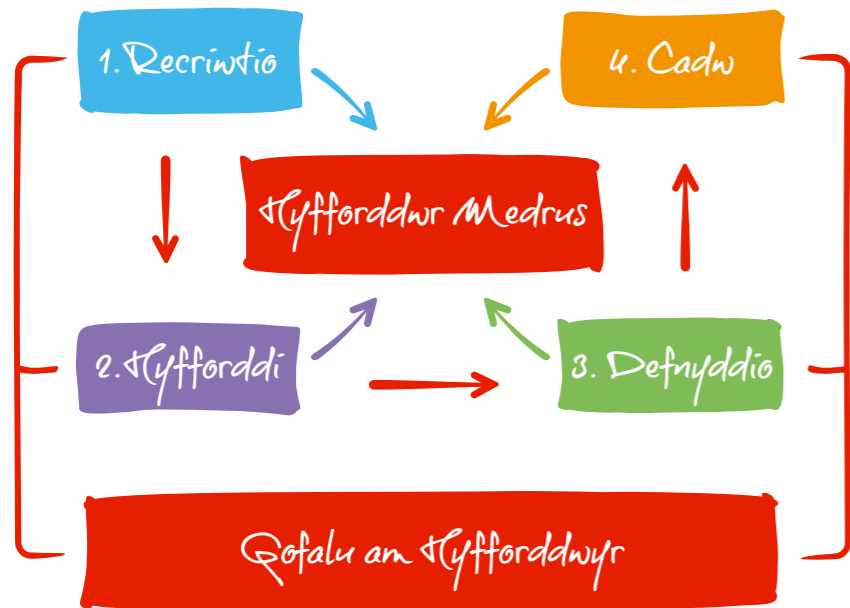 1. Recriwtio
4. Cadw
Hyfforddwr Medrus
2. Hyfforddi
3. Defnyddio
Gofalu am Hyfforddwyr